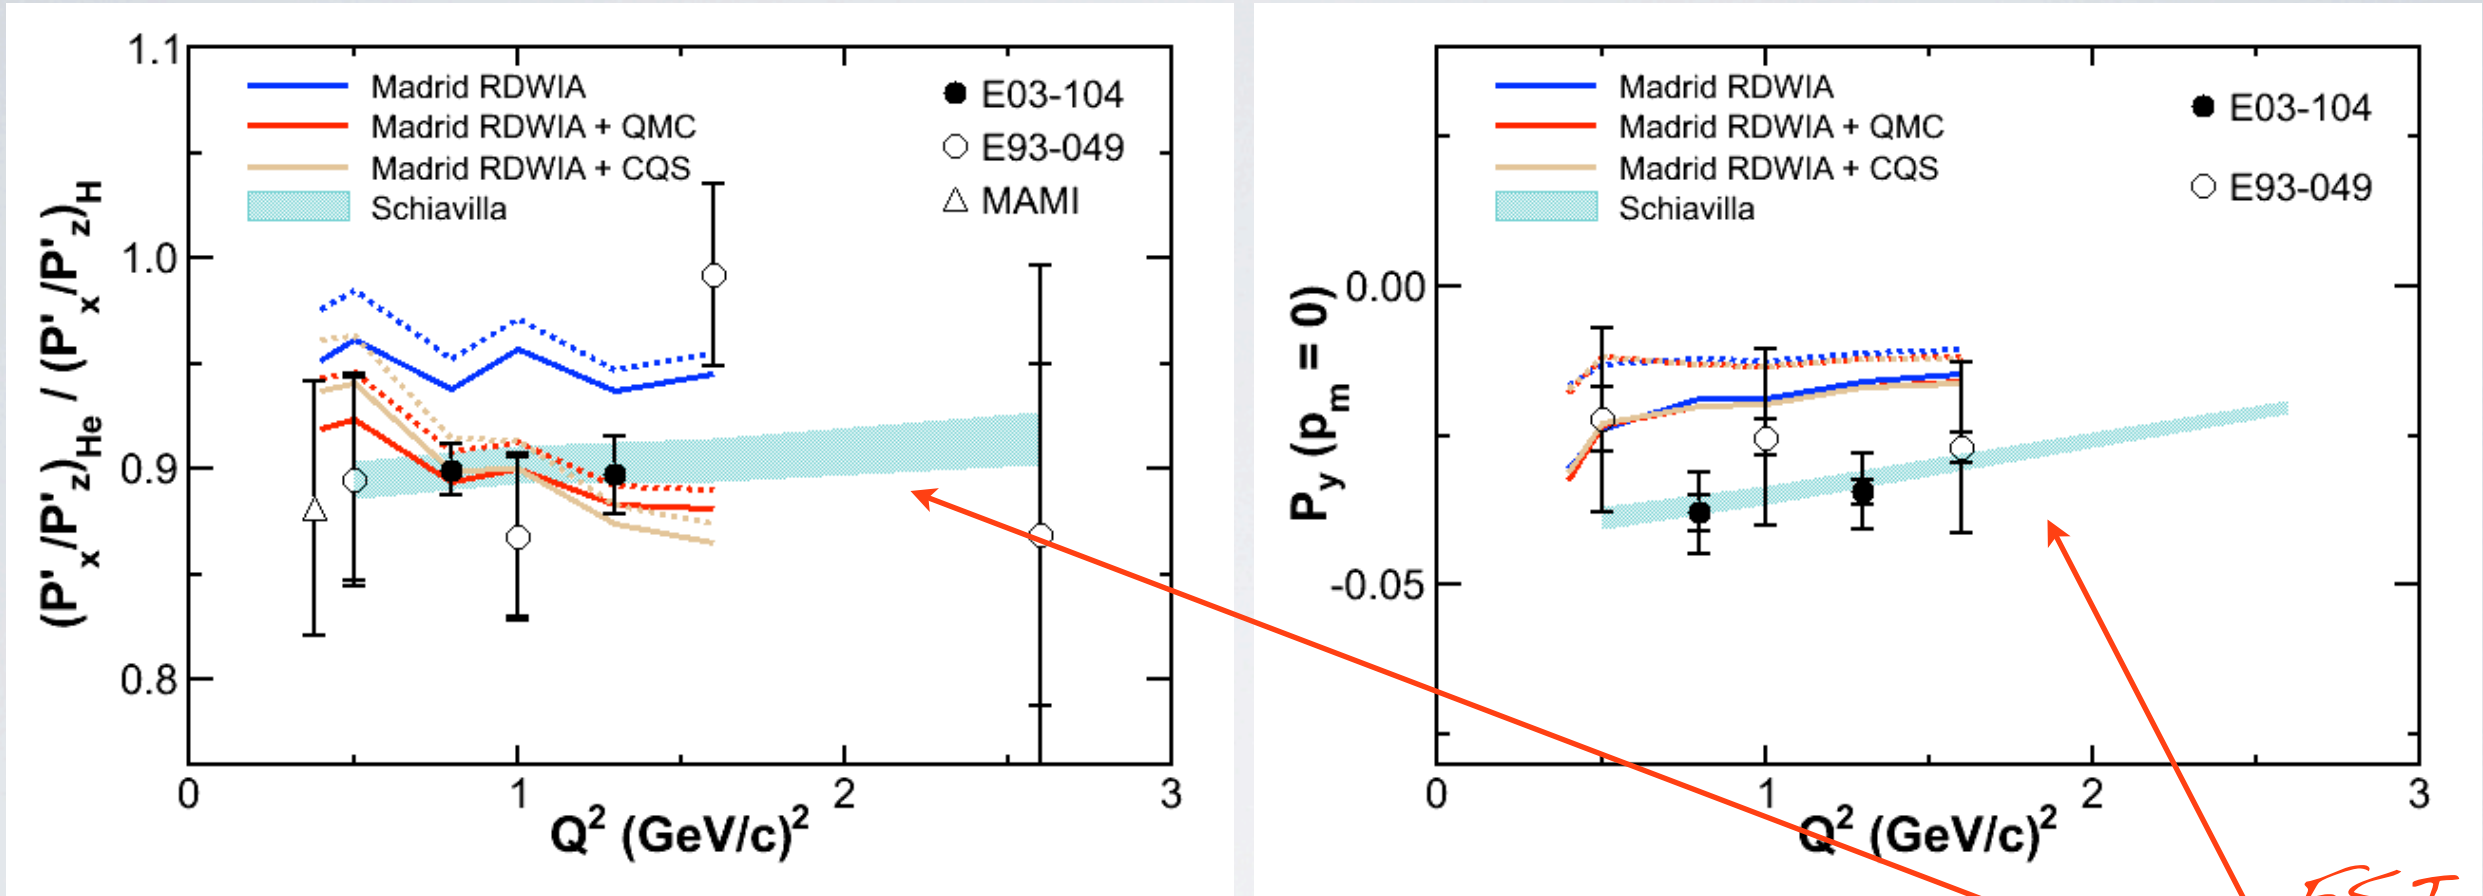 1.1
1.0
0.9
0.8
(P'x/P'z)He / (P'x/P'z)H
Madrid RDWIA
Madrid RDWIA + QMC
Madrid RDWIA + CQS
Schiavilla
E03-104
E93-049
MAMI
0 1 2 3
Q² (GeV/c)²
0.00
-0.05
Py (pm = 0)
Madrid RDWIA
Madrid RDWIA + QMC
Madrid RDWIA + CQS
Schiavilla
E03-104
E93-049
0 1 2 3
Q² (GeV/c)²